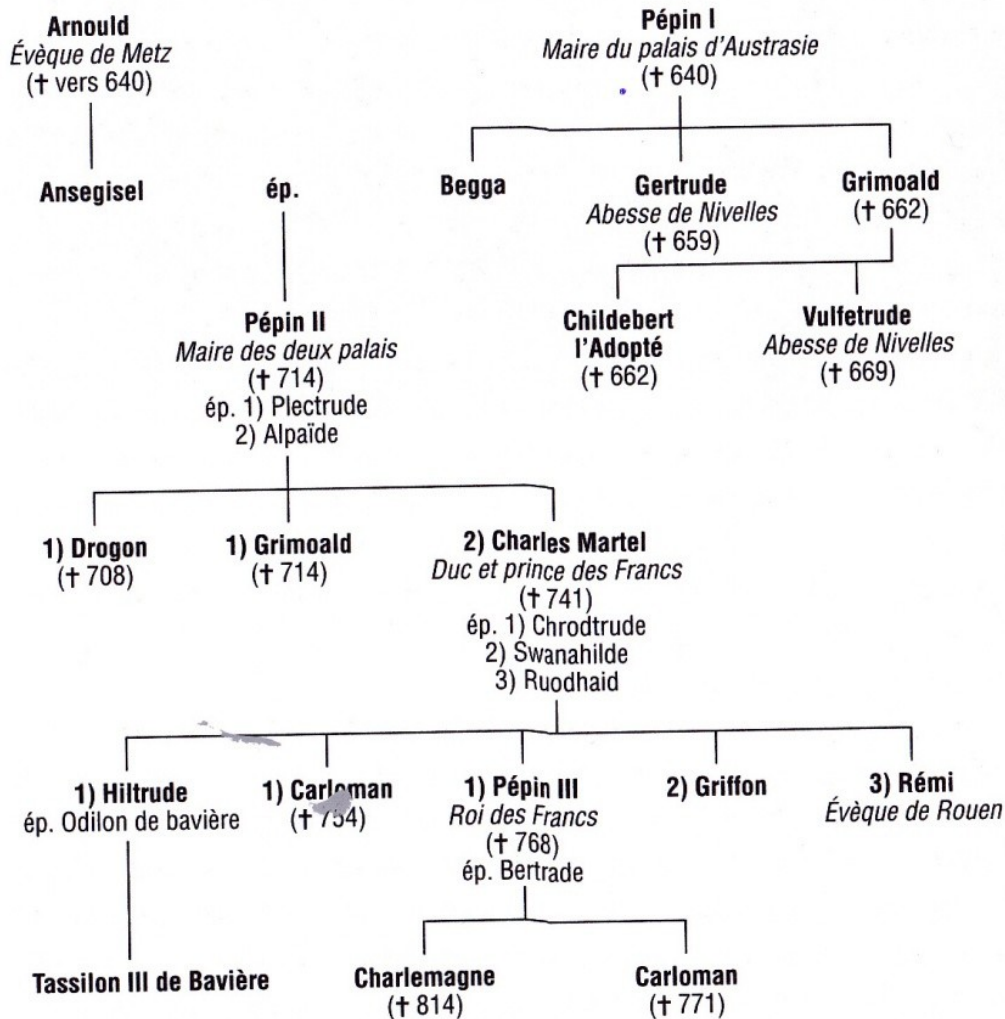 Arnould
Évèque de Metz
(† vers 640)
Pépin I
Maire du palais d'Austrasie
(† 640)
Ansegisel
ép.
Begga
Gertrude
Abesse de Nivelles
(† 659)
Grimoald
(† 662)
Pépin II
Maire des deux palais
(† 714)
ép. 1) Plectrude
2) Alpaïde
Childebert
l'Adopté
(† 662)
Vulfetrude
Abesse de Nivelles
(† 669)
1) Drogon
(† 708)
1) Grimoald
(† 714)
2) Charles Martel
Duc et prince des Francs
(† 741)
ép. 1) Chrodtrude
2) Swanahilde
3) Ruodhaid
1) Hiltrude
ép. Odilon de bavière
1) Carloman
(† 754)
1) Pépin III
Roi des Francs
(† 768)
ép. Bertrade
2) Griffon
3) Rémi
Évèque de Rouen
Tassilon III de Bavière
Charlemagne
(† 814)
Carloman
(† 771)